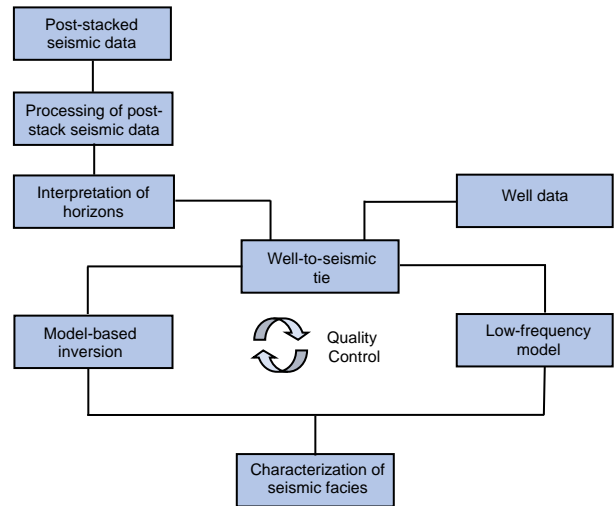 Post-stacked
seismic data
Processing of post-
stack seismic data
Interpretation of
horizons
Well data
Well-to-seismic
tie
Model-based
inversion
Quality
Control
Low-frequency
model
Characterization of
seismic facies